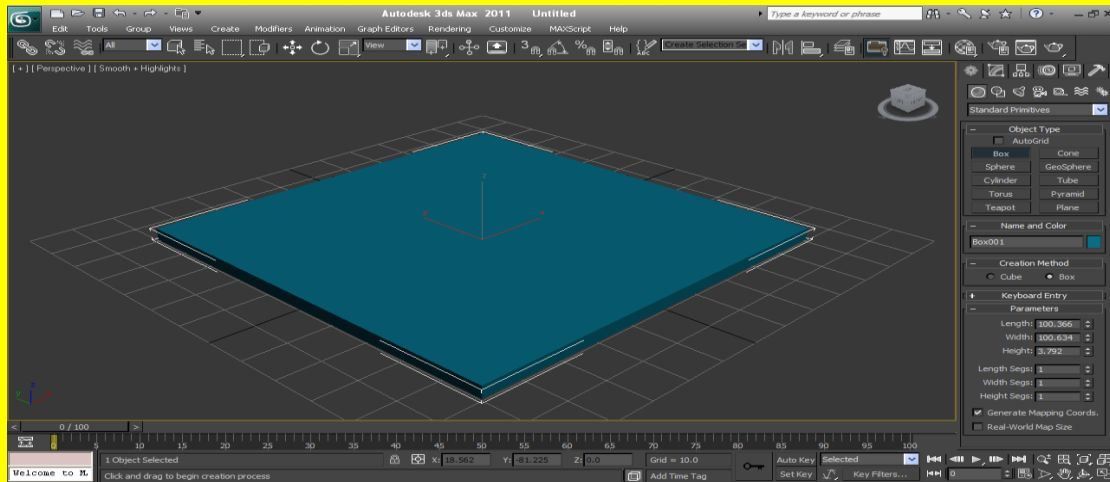 Autodesk 3ds Max 2011 Untitled
Type a keyword or phrase
Edit Tools Group Views Create Modifiers Animation Graph Editors Rendering Customize MAXScript Help
All View 3 Create Selection Se
[ + ] [ Perspective ] [ Smooth + Highlights ]
Standard Primitives
Object Type
AutoGrid
Box Cone
Sphere GeoSphere
Cylinder Tube
Torus Pyramid
Teapot Plane
Name and Color
Box001
Creation Method
Cube Box
Keyboard Entry
Parameters
Length: 100.366
Width: 100.634
Height: 3.792
Length Segs: 1
Width Segs: 1
Height Segs: 1
Generate Mapping Coords.
Real-World Map Size
z
x
y
0 / 100
0 5 10 15 20 25 30 35 40 45 50 55 60 65 70 75 80 85 90 95 100
1 Object Selected X: 18.562 Y: -81.225 Z: 0.0 Grid = 10.0 Auto Key Selected
Welcome to M Click and drag to begin creation process Add Time Tag Set Key Key Filters... 0